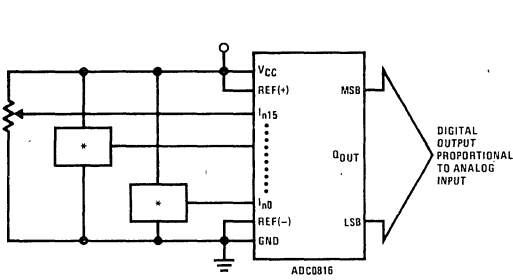 VCC
REF(+)
MSB
In15
*
QOUT
DIGITAL
OUTPUT
PROPORTIONAL
TO ANALOG
INPUT
*
In0
REF(−)
LSB
GND
ADC0816